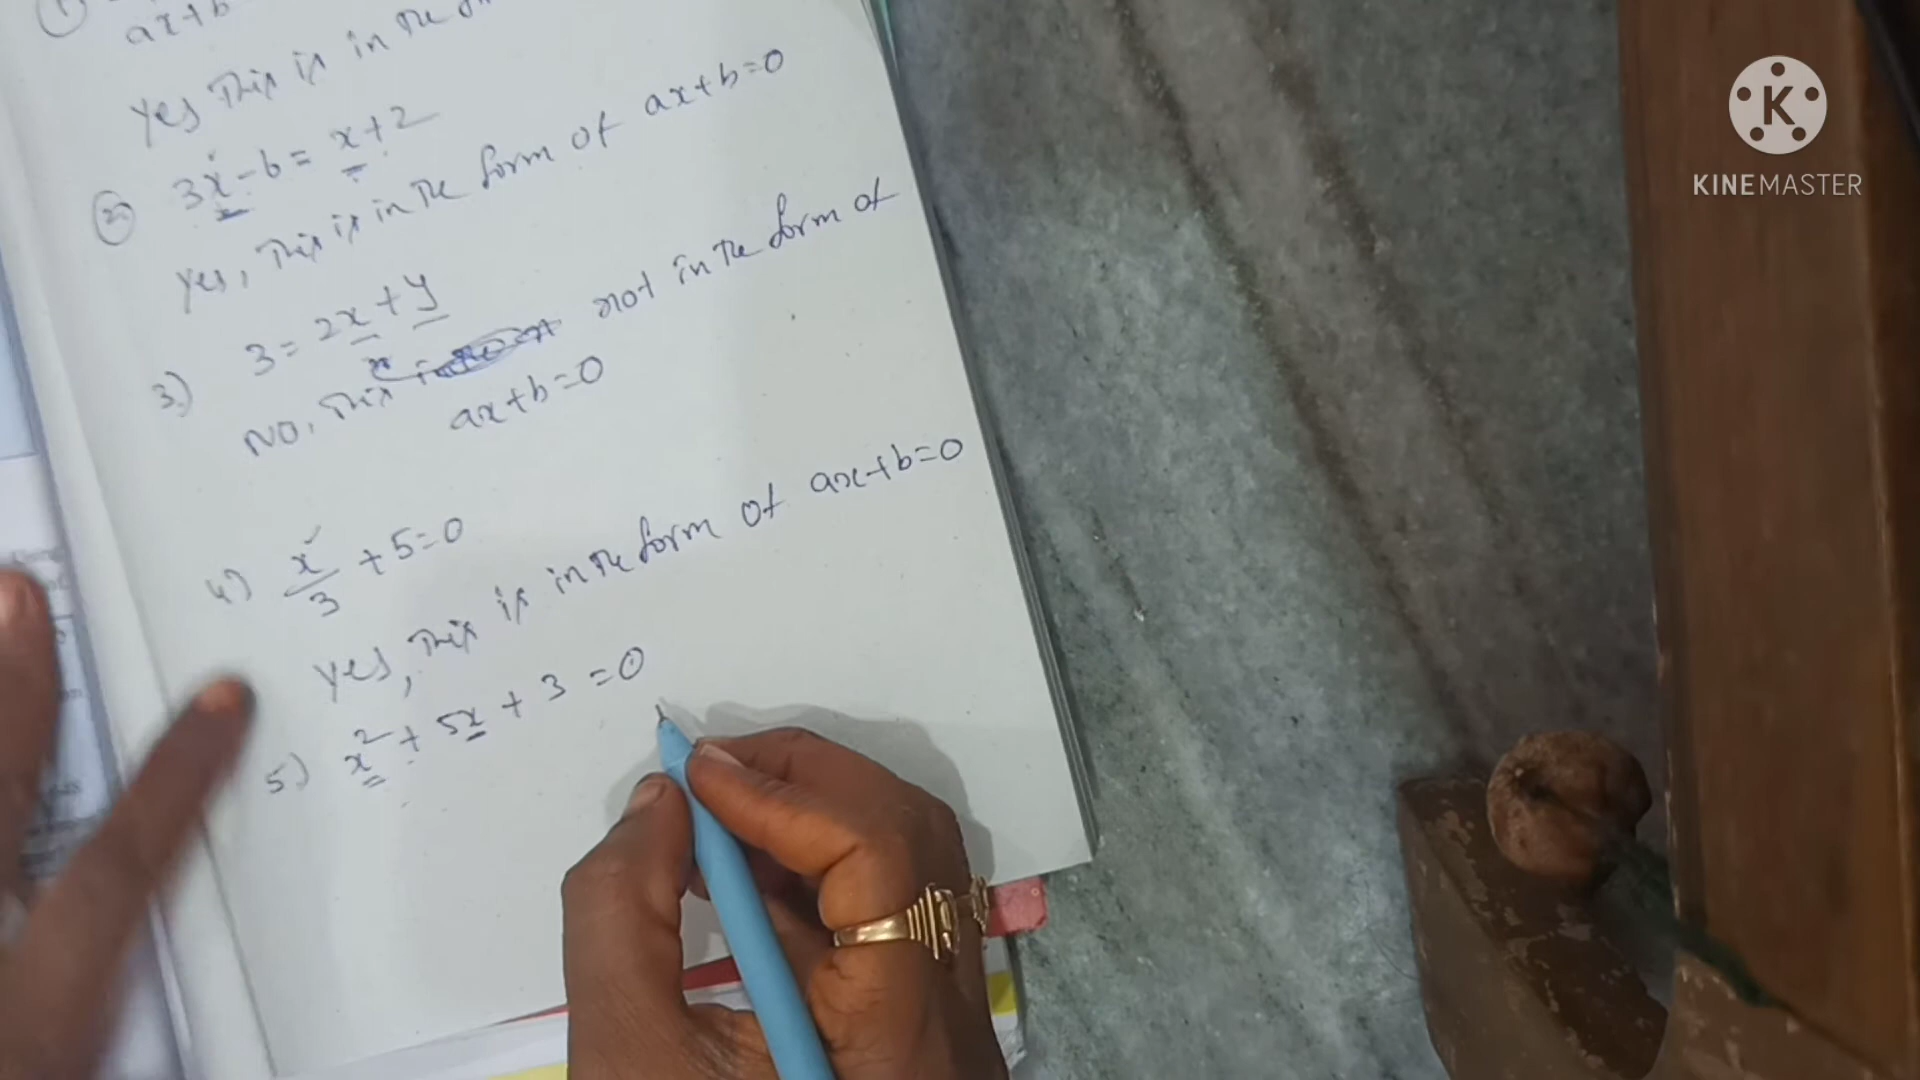 1)
ax+b
Yes This is in the
2) 3x-6= x+2
Yes, This is in the form of ax+b=0
3) 3=2x+y
NO, This not in the form of
ax+b=0
4) x/3 +5=0
Yes, This is in the form of ax+b=0
5) x²+5x+3=0
KINEMASTER